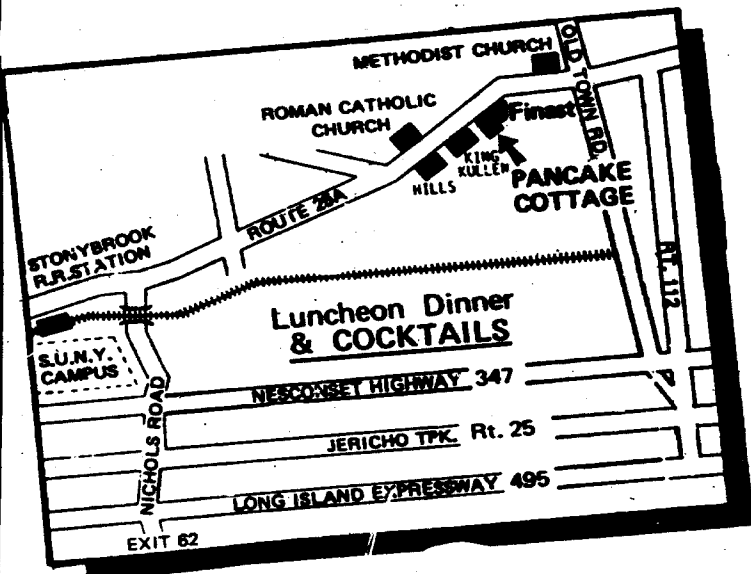 METHODIST CHURCH
OLD TOWN RD.
ROMAN CATHOLIC
CHURCH
Finast
KING
KULLEN
HILLS
PANCAKE
COTTAGE
ROUTE 25A
STONYBROOK
R.R. STATION
RT. 112
Luncheon Dinner
& COCKTAILS
S.U.N.Y.
CAMPUS
NESCONSET HIGHWAY 347
NICHOLS ROAD
JERICHO TPK. Rt. 25
LONG ISLAND EXPRESSWAY 495
EXIT 62